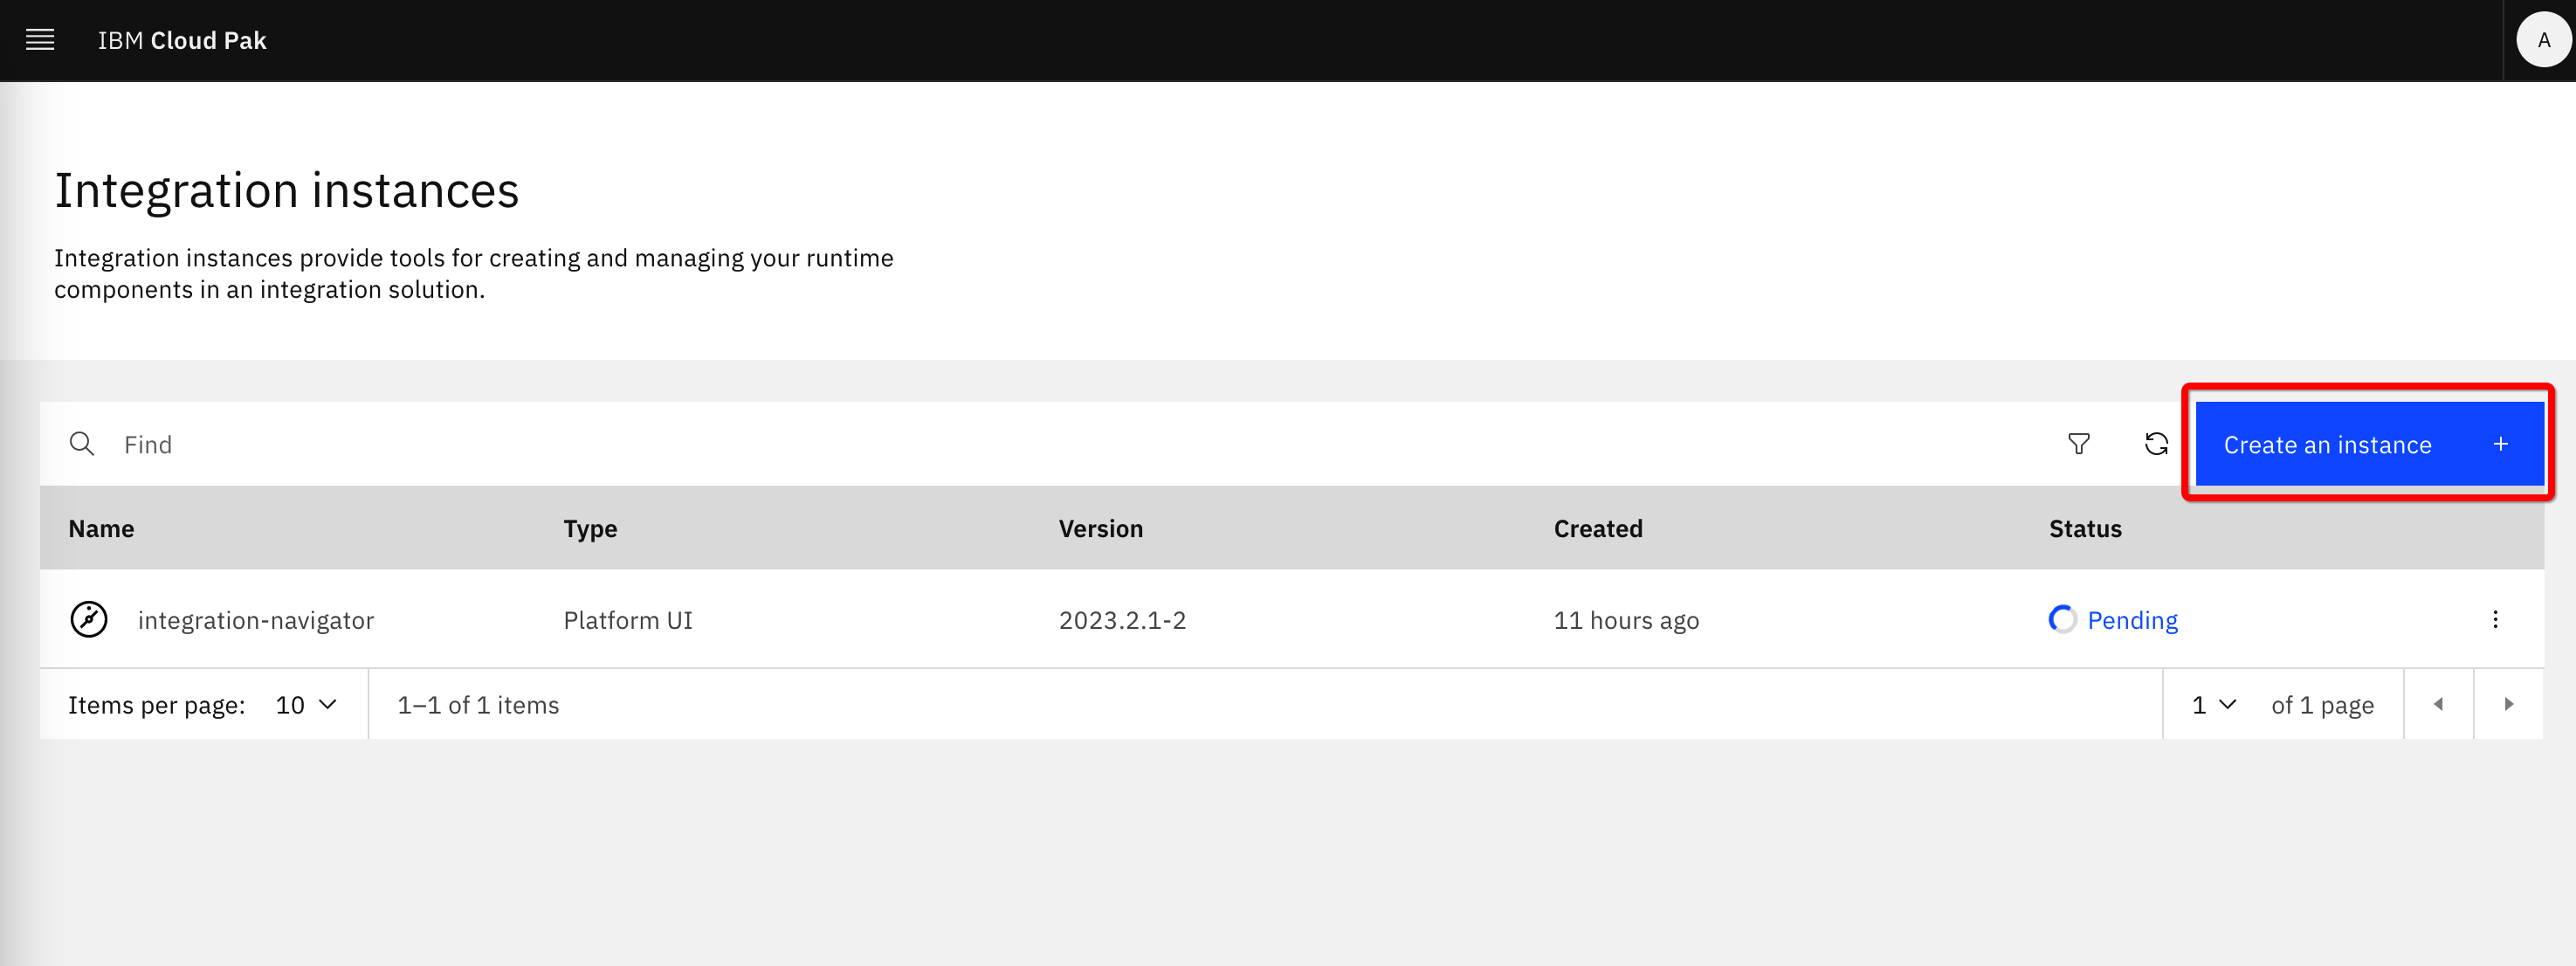 IBM Cloud Pak
A
Integration instances
Integration instances provide tools for creating and managing your runtime
components in an integration solution.
Find
Create an instance +
Name Type Version Created Status
integration-navigator Platform UI 2023.2.1-2 11 hours ago Pending
Items per page: 10 1–1 of 1 items 1 of 1 page